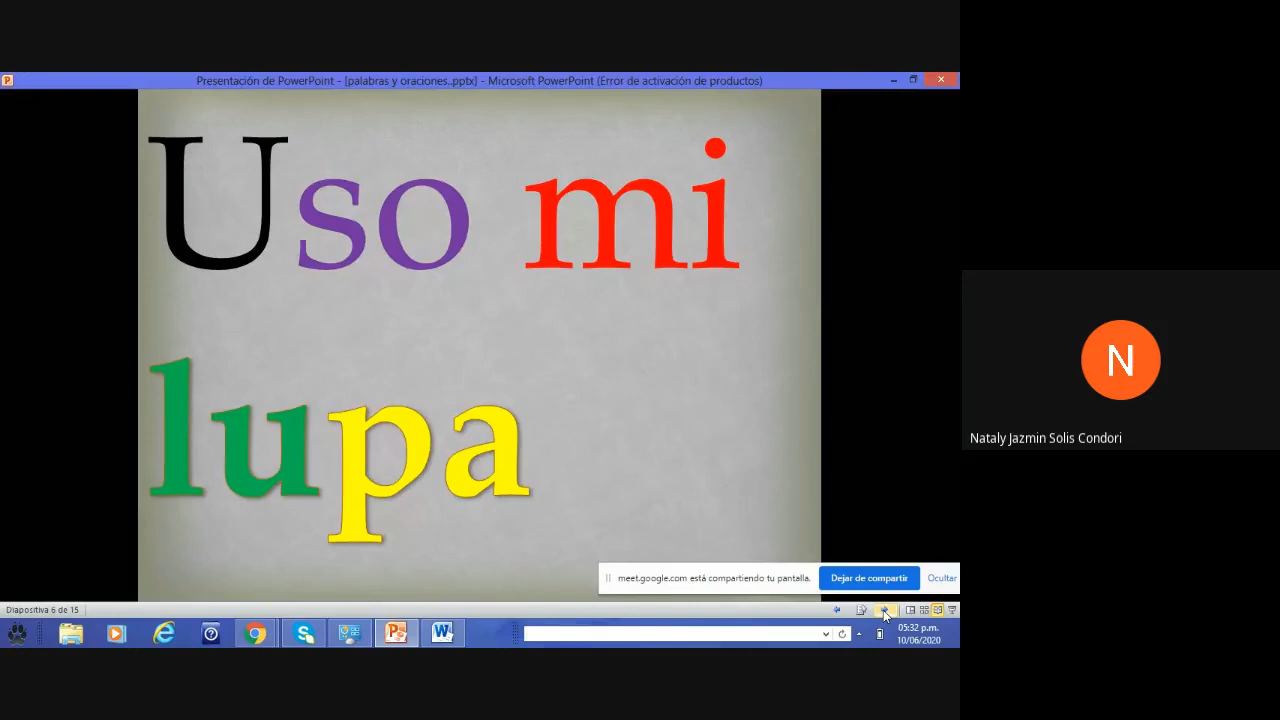 Presentación de PowerPoint - [palabras y oraciones..pptx] - Microsoft PowerPoint (Error de activación de productos)
Uso mi
lupa
N
Nataly Jazmin Solis Condori
meet.google.com está compartiendo tu pantalla.
Dejar de compartir
Ocultar
Diapositiva 6 de 15
05:32 p.m.
10/06/2020